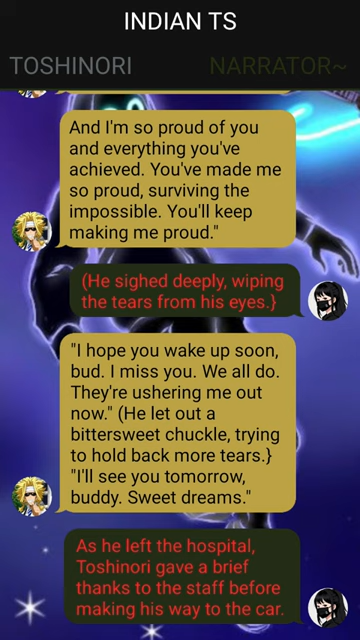 INDIAN TS
TOSHINORI
NARRATOR~
And I'm so proud of you
and everything you've
achieved. You've made me
so proud, surviving the
impossible. You'll keep
making me proud."
(He sighed deeply, wiping
the tears from his eyes.}
"I hope you wake up soon,
bud. I miss you. We all do.
They're ushering me out
now." (He let out a
bittersweet chuckle, trying
to hold back more tears.}
"I'll see you tomorrow,
buddy. Sweet dreams."
As he left the hospital,
Toshinori gave a brief
thanks to the staff before
making his way to the car.